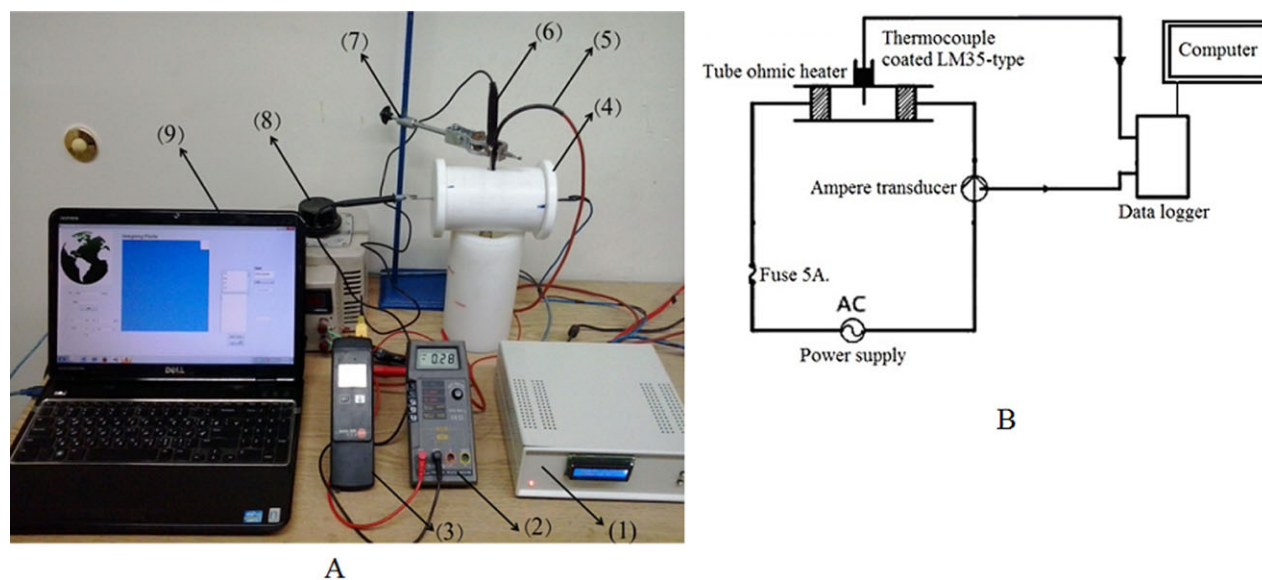 (7)
(6)
(5)
(8)
(4)
(9)
DELL
0.28
(3)
(2)
(1)
A
Thermocouple
coated LM35-type
Tube ohmic heater
Computer
Ampere transducer
Data logger
Fuse 5A.
AC
Power supply
B